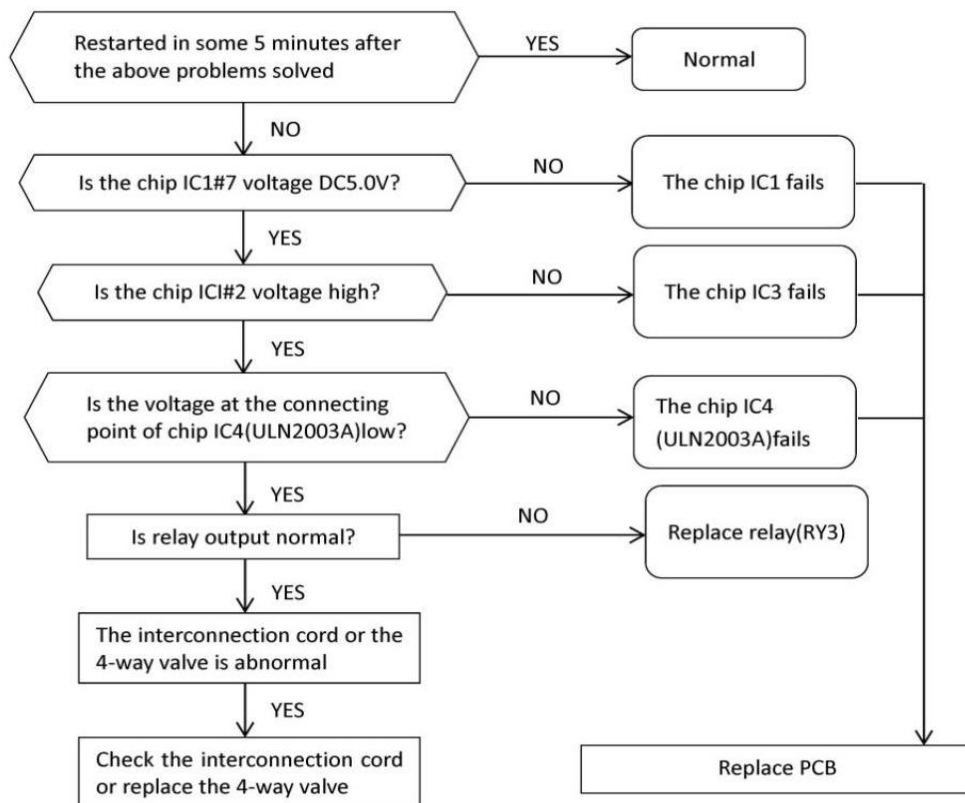 Restarted in some 5 minutes after
the above problems solved
YES
Normal
NO
Is the chip IC1#7 voltage DC5.0V?
NO
The chip IC1 fails
YES
Is the chip ICI#2 voltage high?
NO
The chip IC3 fails
YES
Is the voltage at the connecting
point of chip IC4(ULN2003A)low?
NO
The chip IC4
(ULN2003A)fails
YES
Is relay output normal?
NO
Replace relay(RY3)
YES
The interconnection cord or the
4-way valve is abnormal
YES
Check the interconnection cord
or replace the 4-way valve
Replace PCB